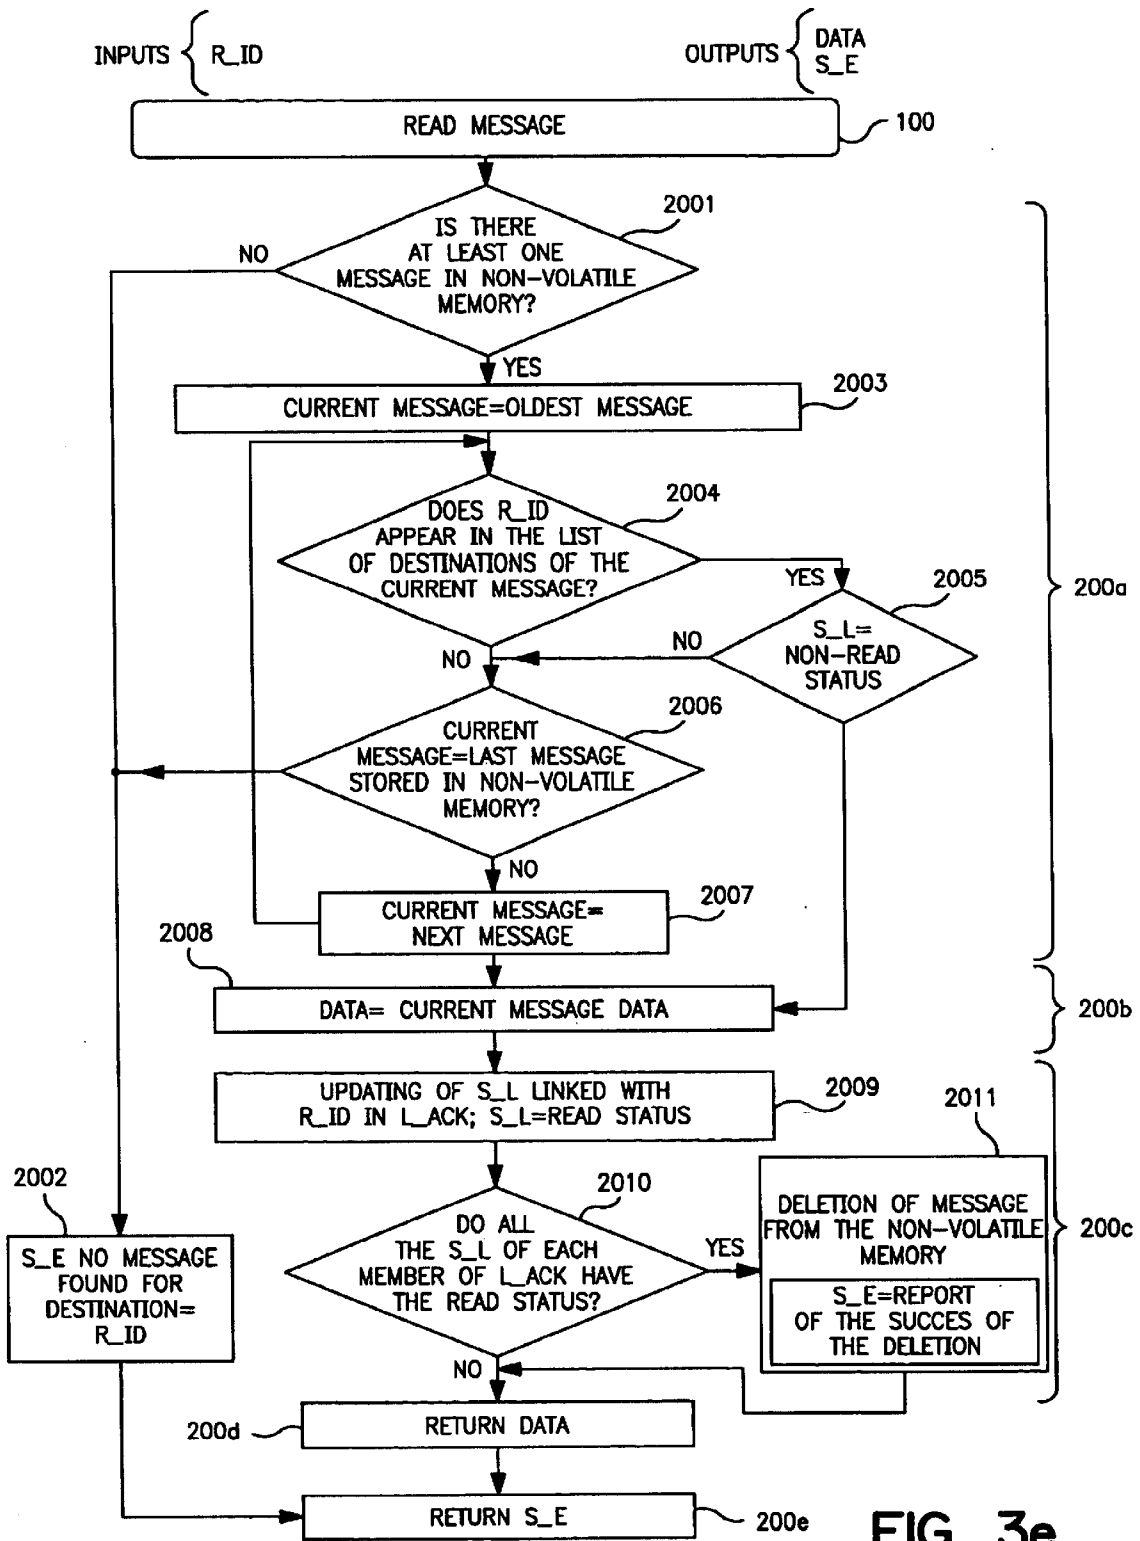 INPUTS { R_ID
OUTPUTS { DATA
S_E
READ MESSAGE
100
2001
IS THERE
AT LEAST ONE
MESSAGE IN NON-VOLATILE
MEMORY?
NO
YES
2003
CURRENT MESSAGE=OLDEST MESSAGE
2004
DOES R_ID
APPEAR IN THE LIST
OF DESTINATIONS OF THE
CURRENT MESSAGE?
YES
2005
200a
S_L=
NON-READ
STATUS
NO
NO
2006
CURRENT
MESSAGE=LAST MESSAGE
STORED IN NON-VOLATILE
MEMORY?
NO
2007
CURRENT MESSAGE=
NEXT MESSAGE
2008
DATA= CURRENT MESSAGE DATA
200b
UPDATING OF S_L LINKED WITH
R_ID IN L_ACK; S_L=READ STATUS
2009
2011
2002
2010
DO ALL
THE S_L OF EACH
MEMBER OF L_ACK HAVE
THE READ STATUS?
YES
DELETION OF MESSAGE
FROM THE NON-VOLATILE
MEMORY
200c
S_E=REPORT
OF THE SUCCES OF
THE DELETION
S_E NO MESSAGE
FOUND FOR
DESTINATION=
R_ID
NO
200d
RETURN DATA
RETURN S_E
200e
FIG. 3e